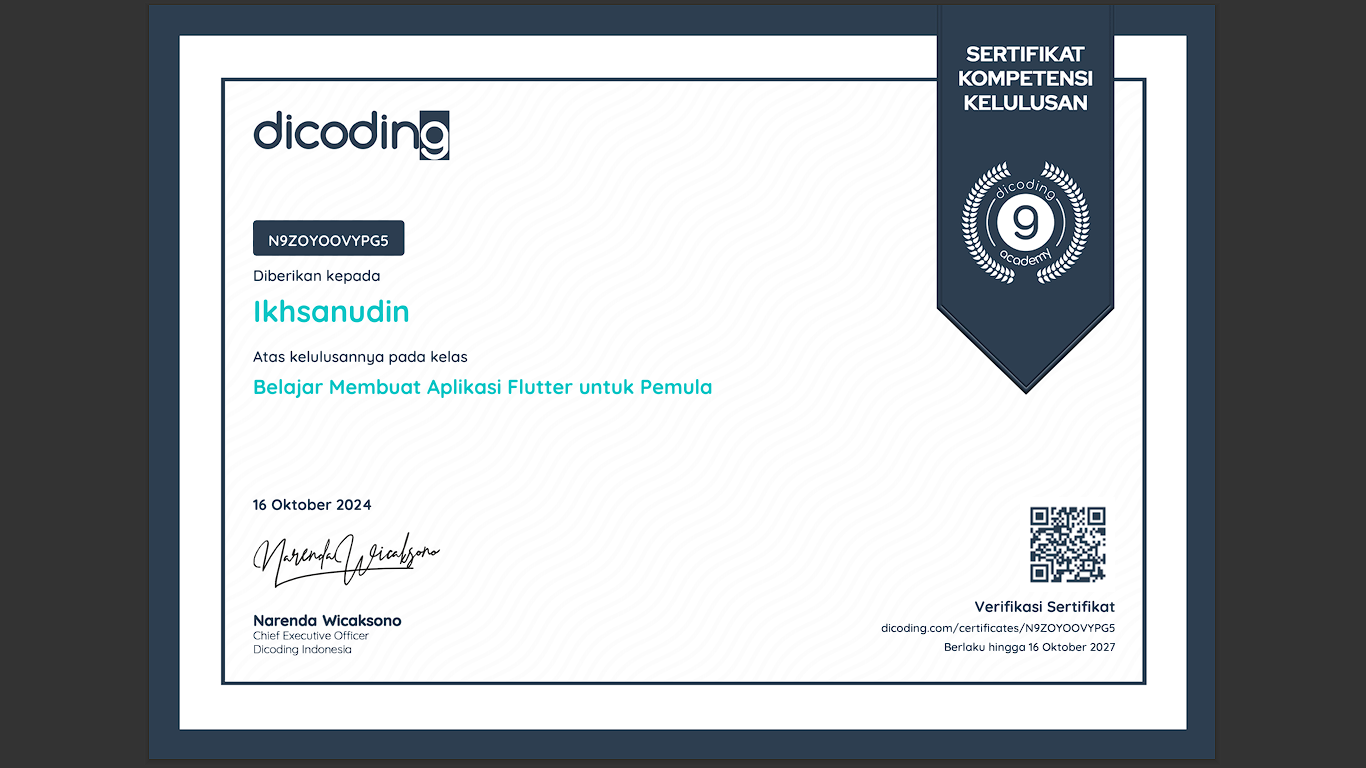 SERTIFIKAT
KOMPETENSI
KELULUSAN
dicoding
dicoding
9
academy
N9ZOYOOVYPG5
Diberikan kepada
Ikhsanudin
Atas kelulusannya pada kelas
Belajar Membuat Aplikasi Flutter untuk Pemula
16 Oktober 2024
Narenda Wicaksono
Narenda Wicaksono
Chief Executive Officer
Dicoding Indonesia
Verifikasi Sertifikat
dicoding.com/certificates/N9ZOYOOVYPG5
Berlaku hingga 16 Oktober 2027